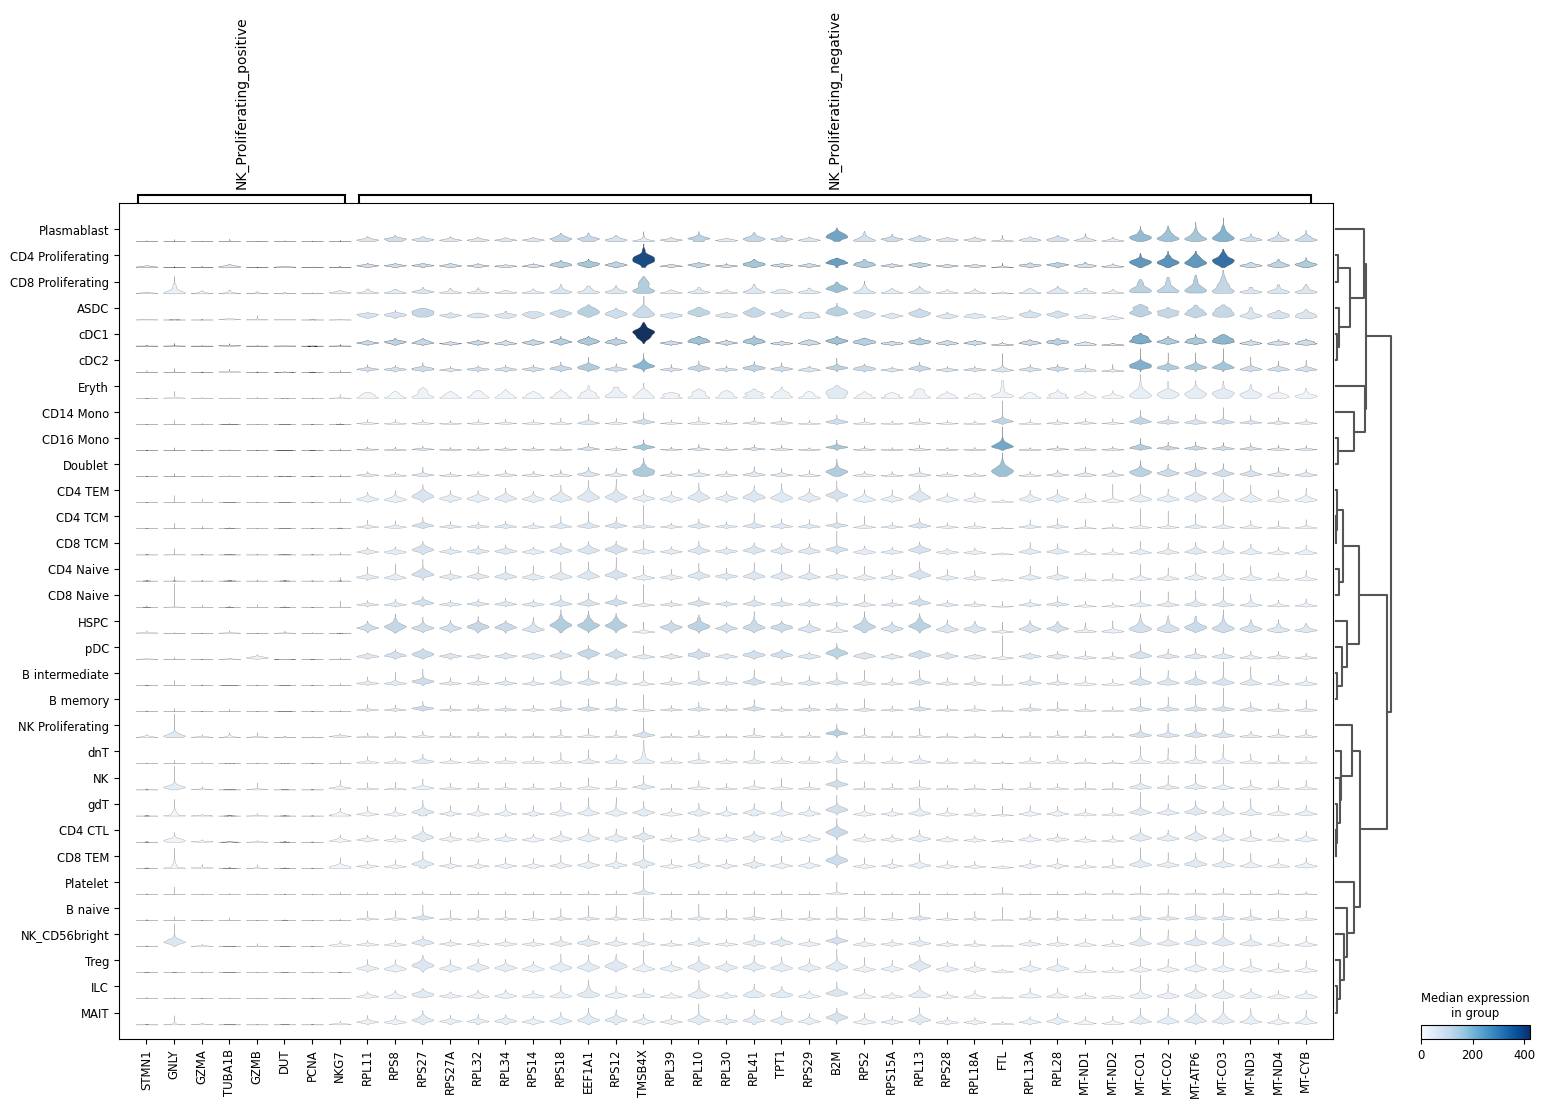 NK_Proliferating_positive
NK_Proliferating_negative
Plasmablast
CD4 Proliferating
CD8 Proliferating
ASDC
cDC1
cDC2
Eryth
CD14 Mono
CD16 Mono
Doublet
CD4 TEM
CD4 TCM
CD8 TCM
CD4 Naive
CD8 Naive
HSPC
pDC
B intermediate
B memory
NK Proliferating
dnT
NK
gdT
CD4 CTL
CD8 TEM
Platelet
B naive
NK_CD56bright
Treg
ILC
MAIT
STMN1
GNLY
GZMA
TUBA1B
GZMB
DUT
PCNA
NKG7
RPL11
RPS8
RPS27
RPS27A
RPL32
RPL34
RPS14
RPS18
EEF1A1
RPS12
TMSB4X
RPL39
RPL10
RPL30
RPL41
TPT1
RPS29
B2M
RPS2
RPS15A
RPL13
RPS28
RPL18A
FTL
RPL13A
RPL28
MT-ND1
MT-ND2
MT-CO1
MT-CO2
MT-ATP6
MT-CO3
MT-ND3
MT-ND4
MT-CYB
Median expression
in group
0 200 400